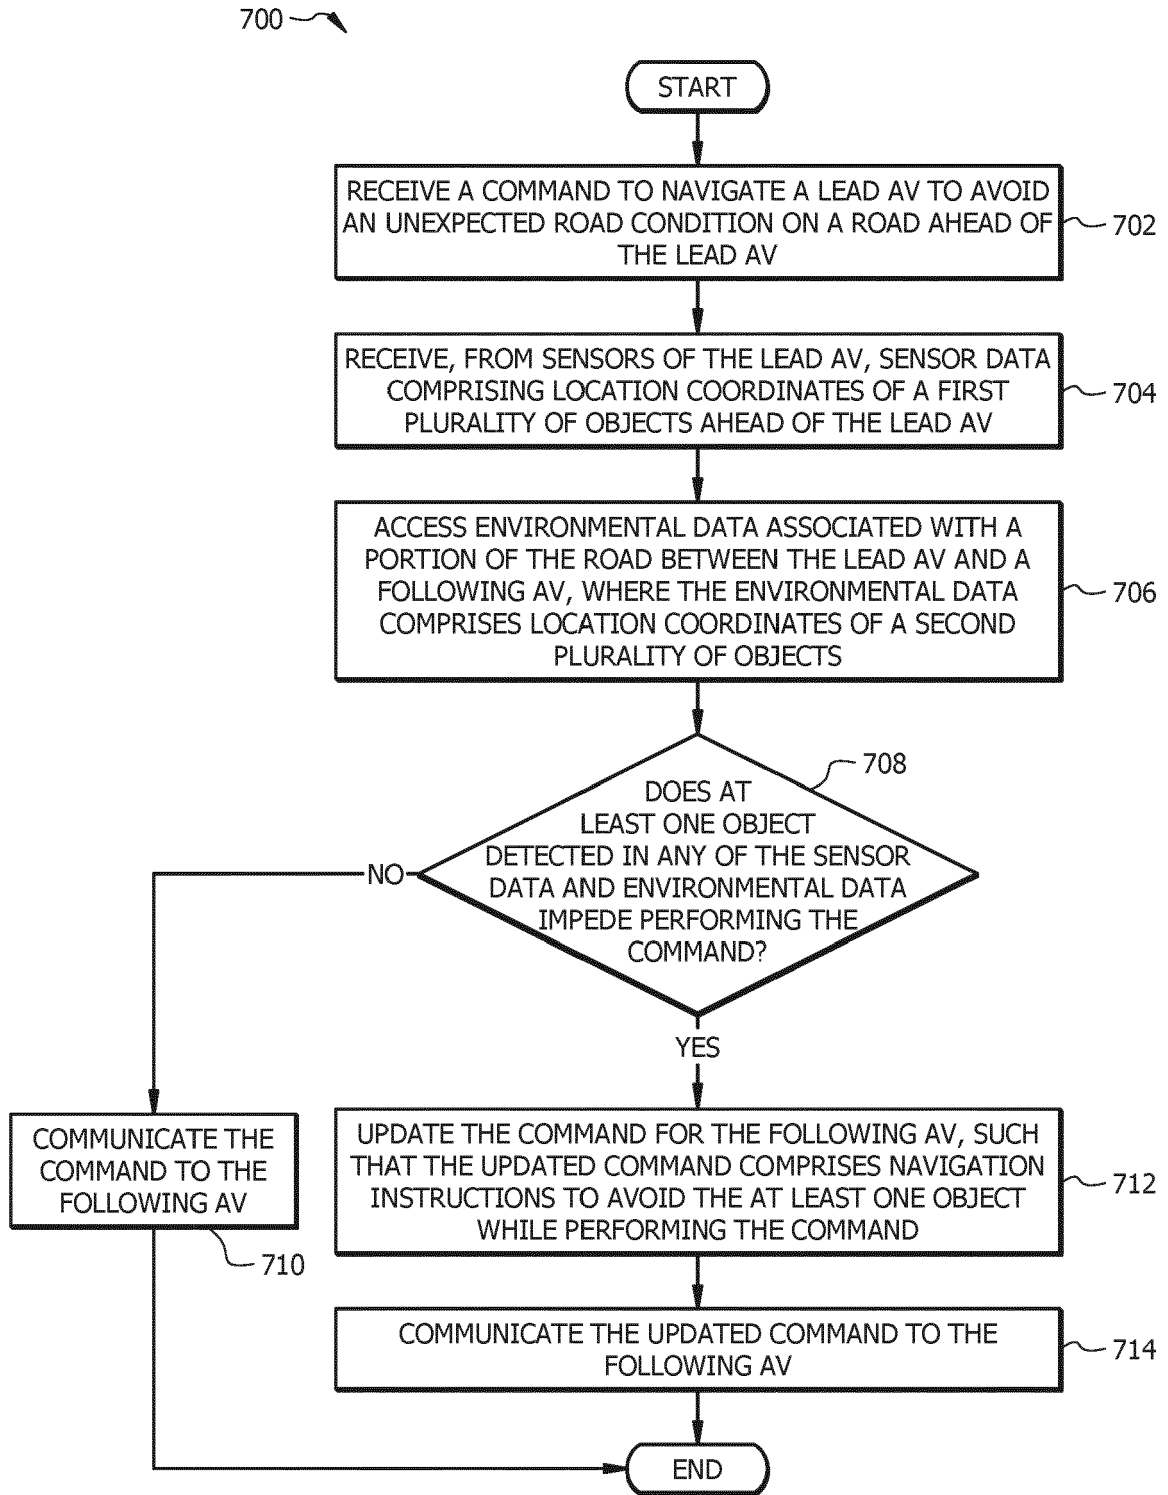 700
START
RECEIVE A COMMAND TO NAVIGATE A LEAD AV TO AVOID
AN UNEXPECTED ROAD CONDITION ON A ROAD AHEAD OF
THE LEAD AV
702
RECEIVE, FROM SENSORS OF THE LEAD AV, SENSOR DATA
COMPRISING LOCATION COORDINATES OF A FIRST
PLURALITY OF OBJECTS AHEAD OF THE LEAD AV
704
ACCESS ENVIRONMENTAL DATA ASSOCIATED WITH A
PORTION OF THE ROAD BETWEEN THE LEAD AV AND A
FOLLOWING AV, WHERE THE ENVIRONMENTAL DATA
COMPRISES LOCATION COORDINATES OF A SECOND
PLURALITY OF OBJECTS
706
708
DOES AT
LEAST ONE OBJECT
DETECTED IN ANY OF THE SENSOR
DATA AND ENVIRONMENTAL DATA
IMPEDE PERFORMING THE
COMMAND?
NO
YES
COMMUNICATE THE
COMMAND TO THE
FOLLOWING AV
710
UPDATE THE COMMAND FOR THE FOLLOWING AV, SUCH
THAT THE UPDATED COMMAND COMPRISES NAVIGATION
INSTRUCTIONS TO AVOID THE AT LEAST ONE OBJECT
WHILE PERFORMING THE COMMAND
712
COMMUNICATE THE UPDATED COMMAND TO THE
FOLLOWING AV
714
END